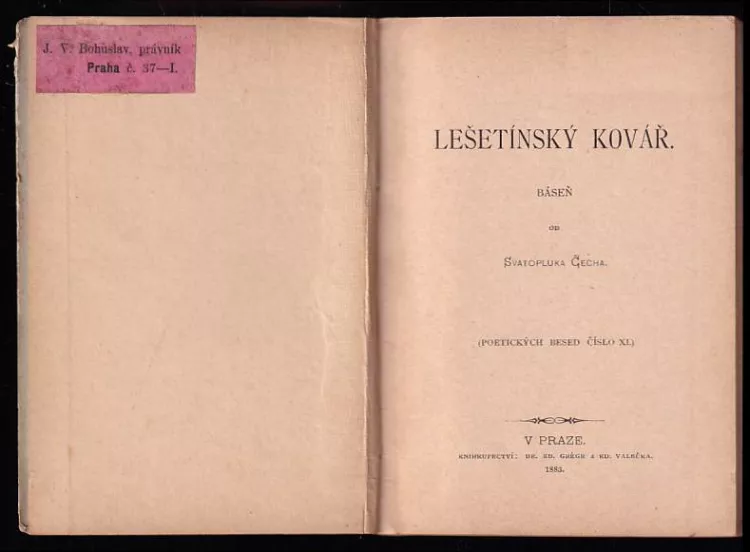 J. V. Bohuslav, právník
Praha č. 37—I.
LEŠETÍNSKÝ KOVÁŘ.
BÁSEŇ
OD
SVATOPLUKA ČECHA.
(POETICKÝCH BESED ČÍSLO XI.)
V PRAZE.
KNIHKUPECTVÍ: DR. ED. GRÉGR & ED. VALEČKA.
1883.